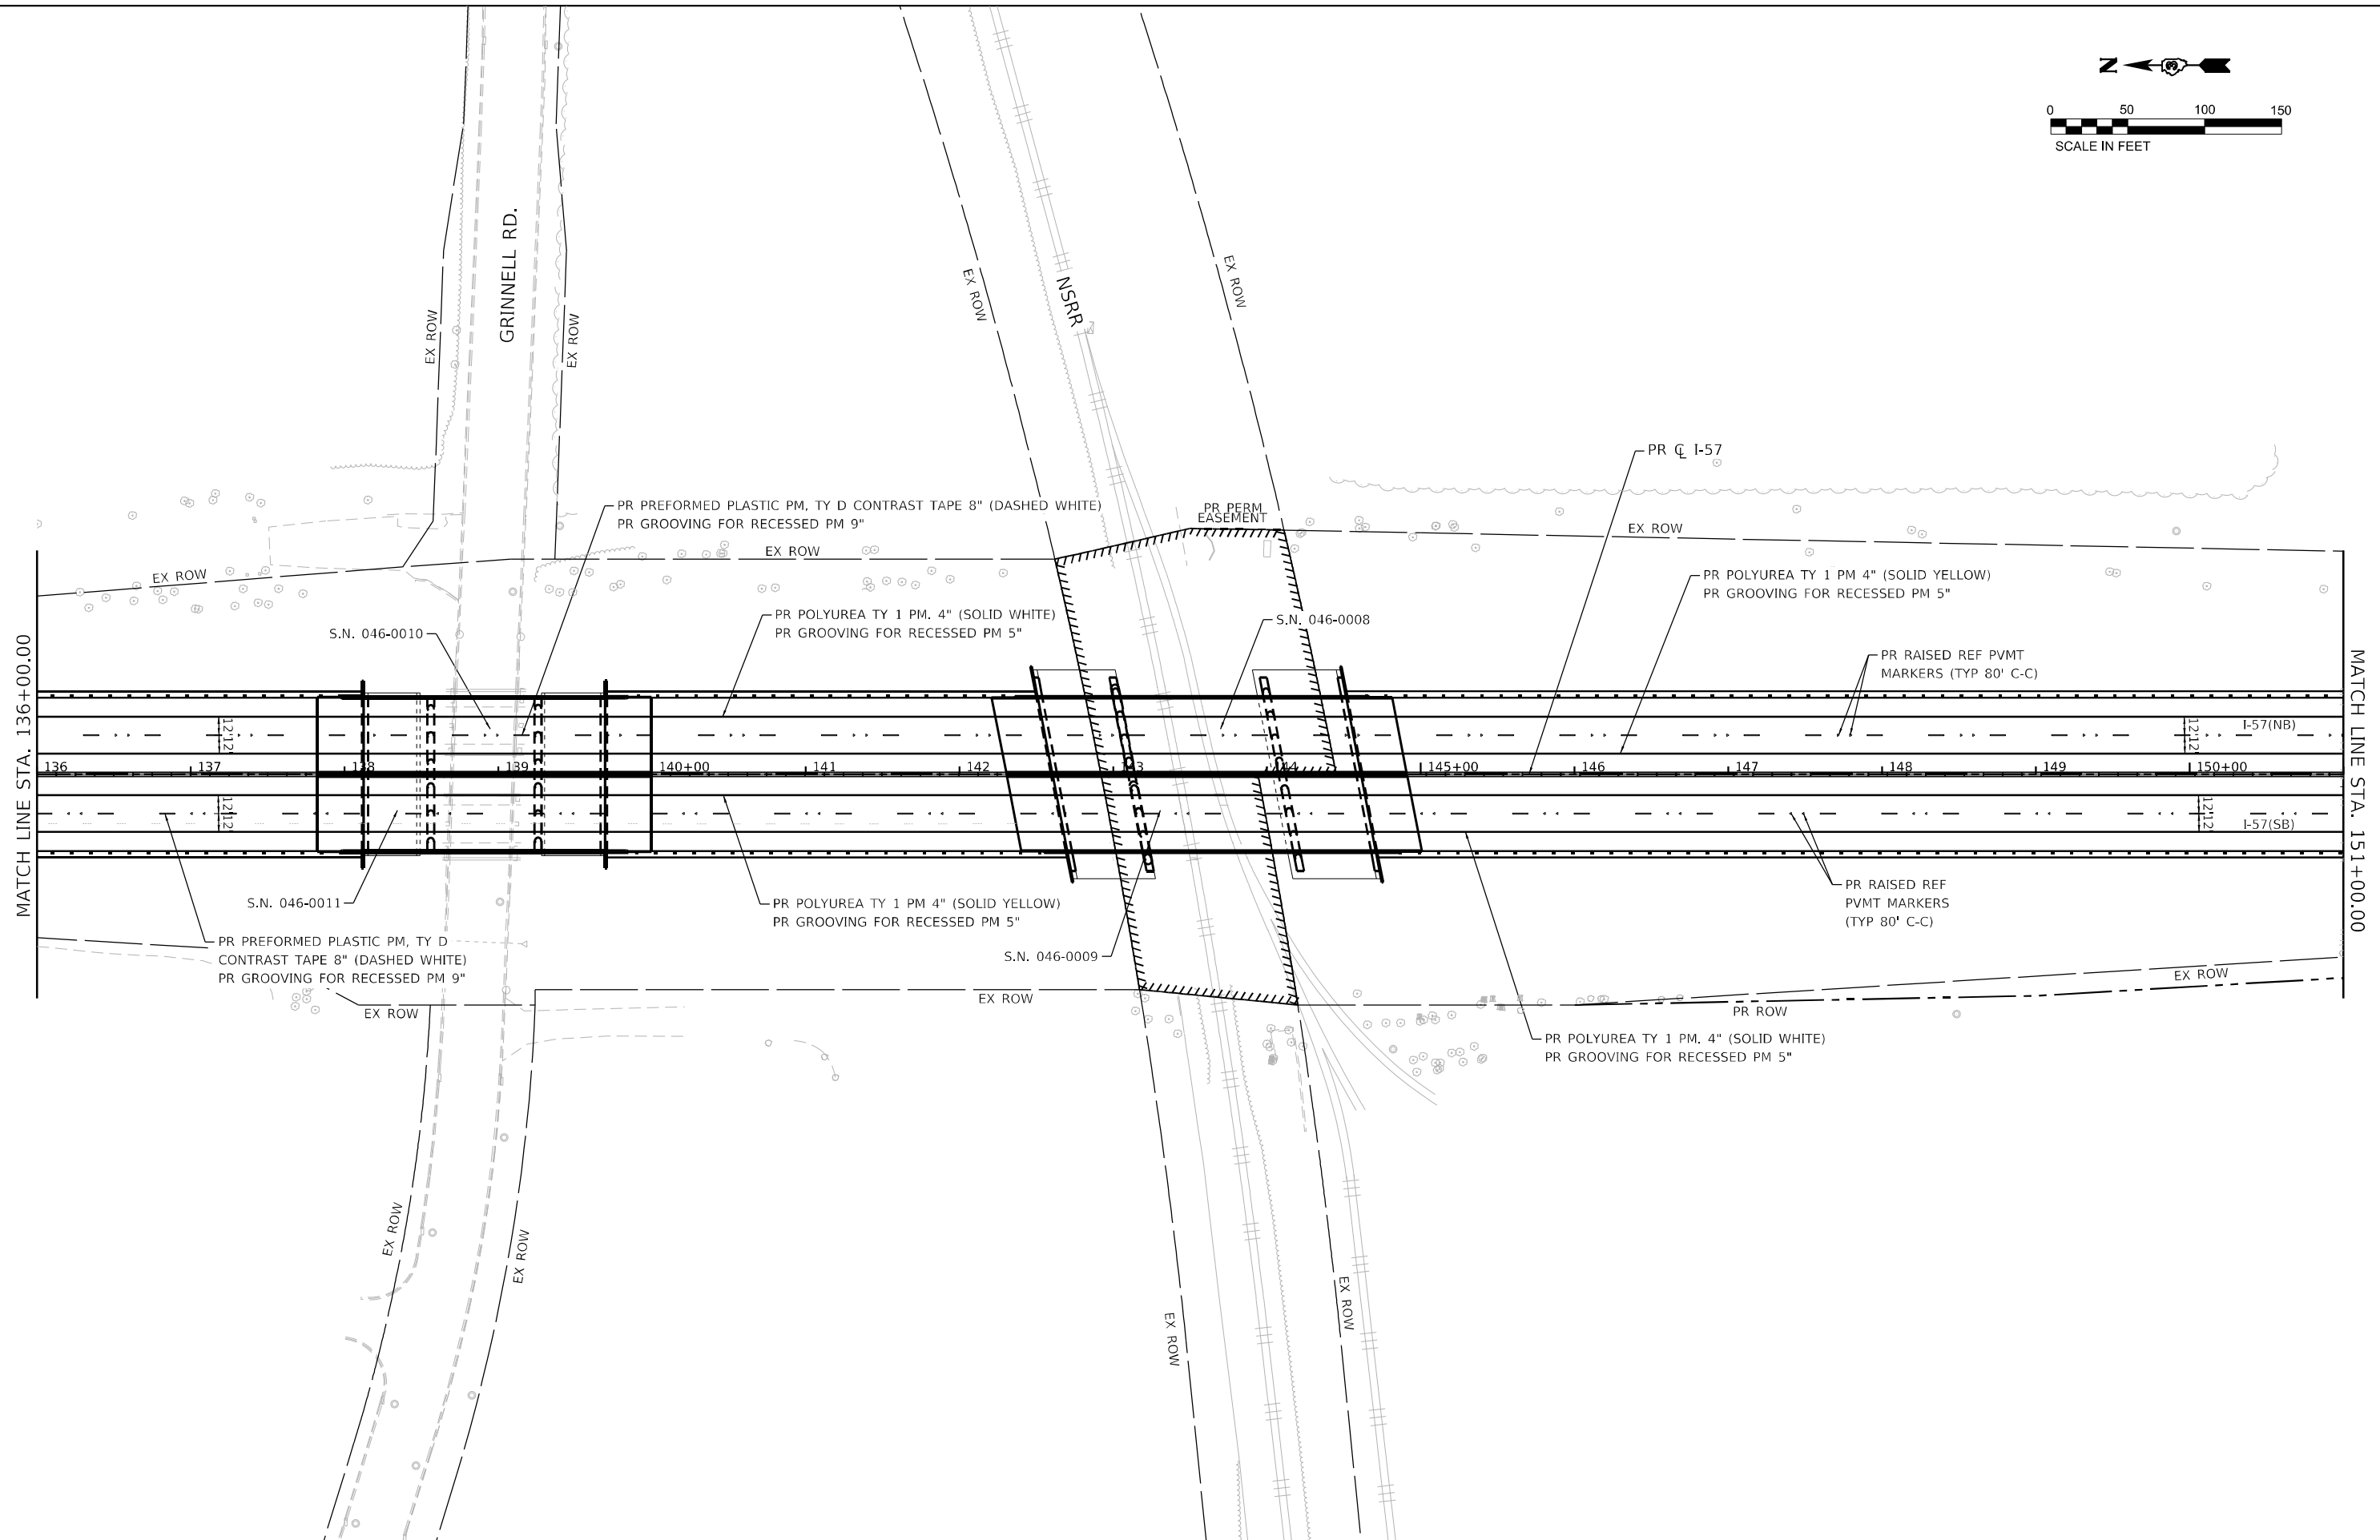 N
0 50 100 150
SCALE IN FEET
GRINNELL RD.
EX ROW
EX ROW
EX ROW
NSRR
EX ROW
PR ℄ I-57
PR PREFORMED PLASTIC PM, TY D CONTRAST TAPE 8" (DASHED WHITE)
PR GROOVING FOR RECESSED PM 9"
PR PERM
EASEMENT
EX ROW
EX ROW
EX ROW
PR POLYUREA TY 1 PM 4" (SOLID YELLOW)
PR GROOVING FOR RECESSED PM 5"
PR POLYUREA TY 1 PM. 4" (SOLID WHITE)
PR GROOVING FOR RECESSED PM 5"
S.N. 046-0010
S.N. 046-0008
PR RAISED REF PVMT
MARKERS (TYP 80' C-C)
MATCH LINE STA. 136+00.00
MATCH LINE STA. 151+00.00
12' 12'
12' 12'
I-57(NB)
136 137 138 139 140+00 141 142 143 144 145+00 146 147 148 149 150+00
12' 12'
12' 12'
I-57(SB)
S.N. 046-0011
PR POLYUREA TY 1 PM 4" (SOLID YELLOW)
PR GROOVING FOR RECESSED PM 5"
PR RAISED REF
PVMT MARKERS
(TYP 80' C-C)
PR PREFORMED PLASTIC PM, TY D
CONTRAST TAPE 8" (DASHED WHITE)
PR GROOVING FOR RECESSED PM 9"
S.N. 046-0009
EX ROW
EX ROW
EX ROW
PR ROW
PR POLYUREA TY 1 PM. 4" (SOLID WHITE)
PR GROOVING FOR RECESSED PM 5"
EX ROW
EX ROW
EX ROW
EX ROW